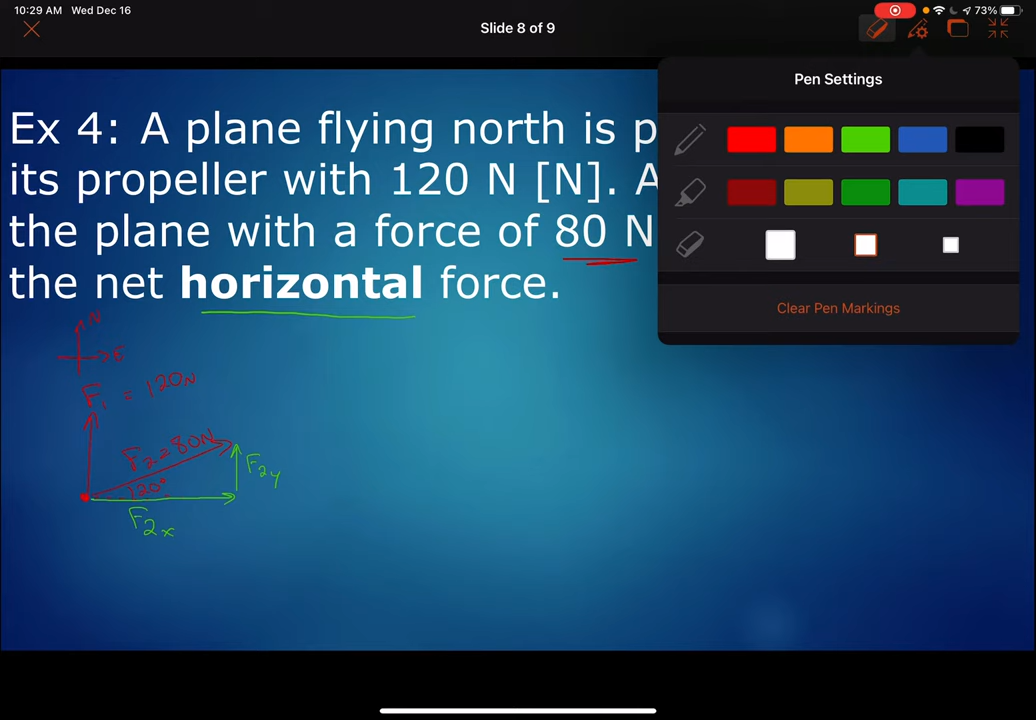 10:29 AM Wed Dec 16
73%
Slide 8 of 9
Pen Settings
Clear Pen Markings
Ex 4: A plane flying north is p
its propeller with 120 N [N]. A
the plane with a force of 80 N
the net horizontal force.
N
E
F₁ = 120N
F₂ = 80N
20°
F₂y
F₂x